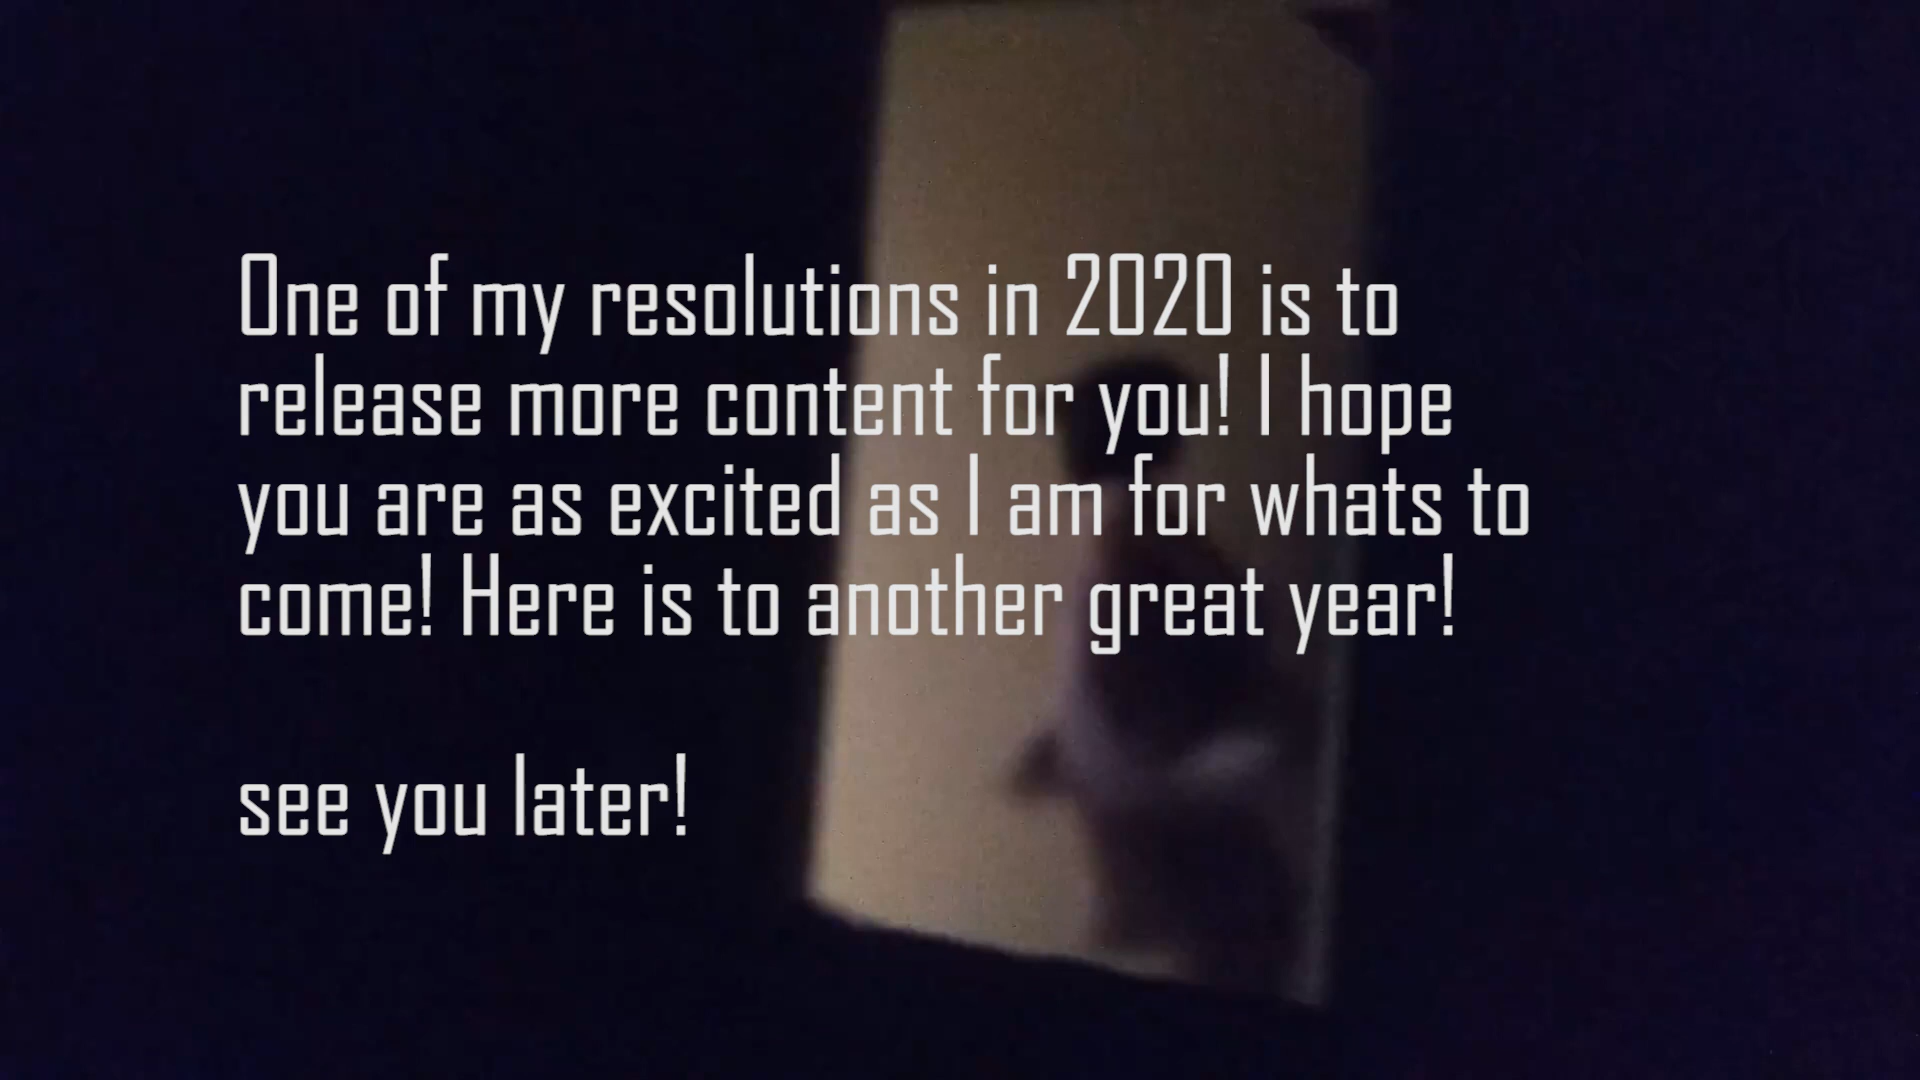 One of my resolutions in 2020 is to
release more content for you! I hope
you are as excited as I am for whats to
come! Here is to another great year!
see you later!